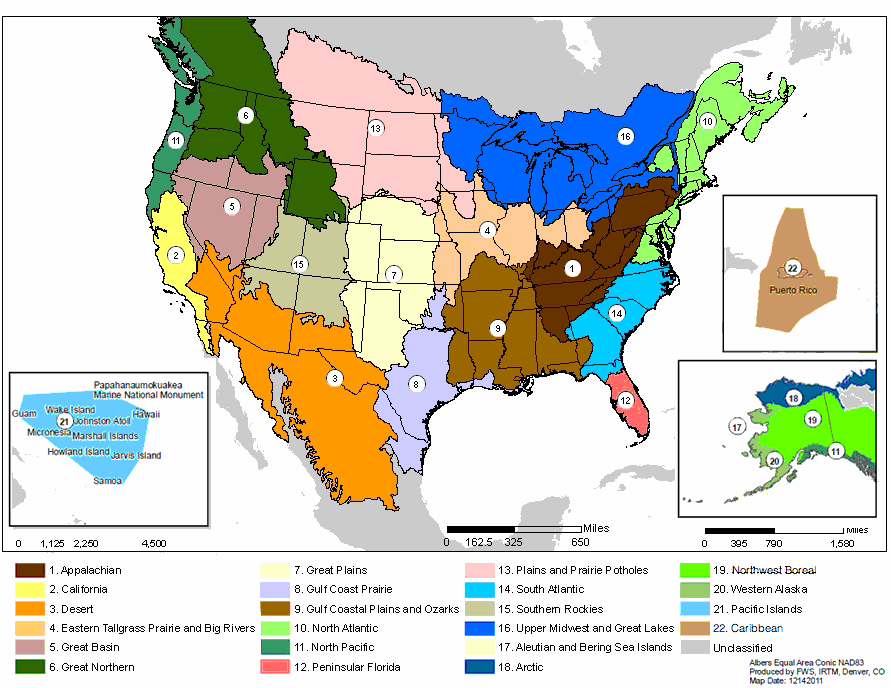 6
13
10
11
16
5
4
2
15
1
7
14
9
3
8
12
22
Puerto Rico
Papahanaumokuakea
Marine National Monument
Guam
Wake Island
Hawaii
21
Johnston Atoll
Micronesia
Marshall Islands
Howland Island
Jarvis Island
Samoa
18
17
19
20
11
0 1,125 2,250 4,500
Miles
0 162.5 325 650
Miles
0 395 790 1,580
1. Appalachian
2. California
3. Desert
4. Eastern Tallgrass Prairie and Big Rivers
5. Great Basin
6. Great Northern
7. Great Plains
8. Gulf Coast Prairie
9. Gulf Coastal Plains and Ozarks
10. North Atlantic
11. North Pacific
12. Peninsular Florida
13. Plains and Prairie Potholes
14. South Atlantic
15. Southern Rockies
16. Upper Midwest and Great Lakes
17. Aleutian and Bering Sea Islands
18. Arctic
19. Northwest Boreal
20. Western Alaska
21. Pacific Islands
22. Caribbean
Unclassified
Albers Equal Area Conic NAD83
Produced by FWS, IRTM, Denver, CO
Map Date: 12142011